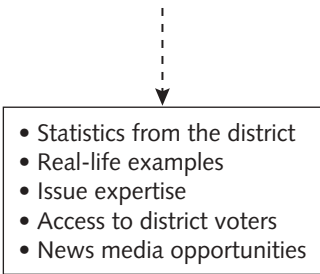 • Statistics from the district
• Real-life examples
• Issue expertise
• Access to district voters
• News media opportunities